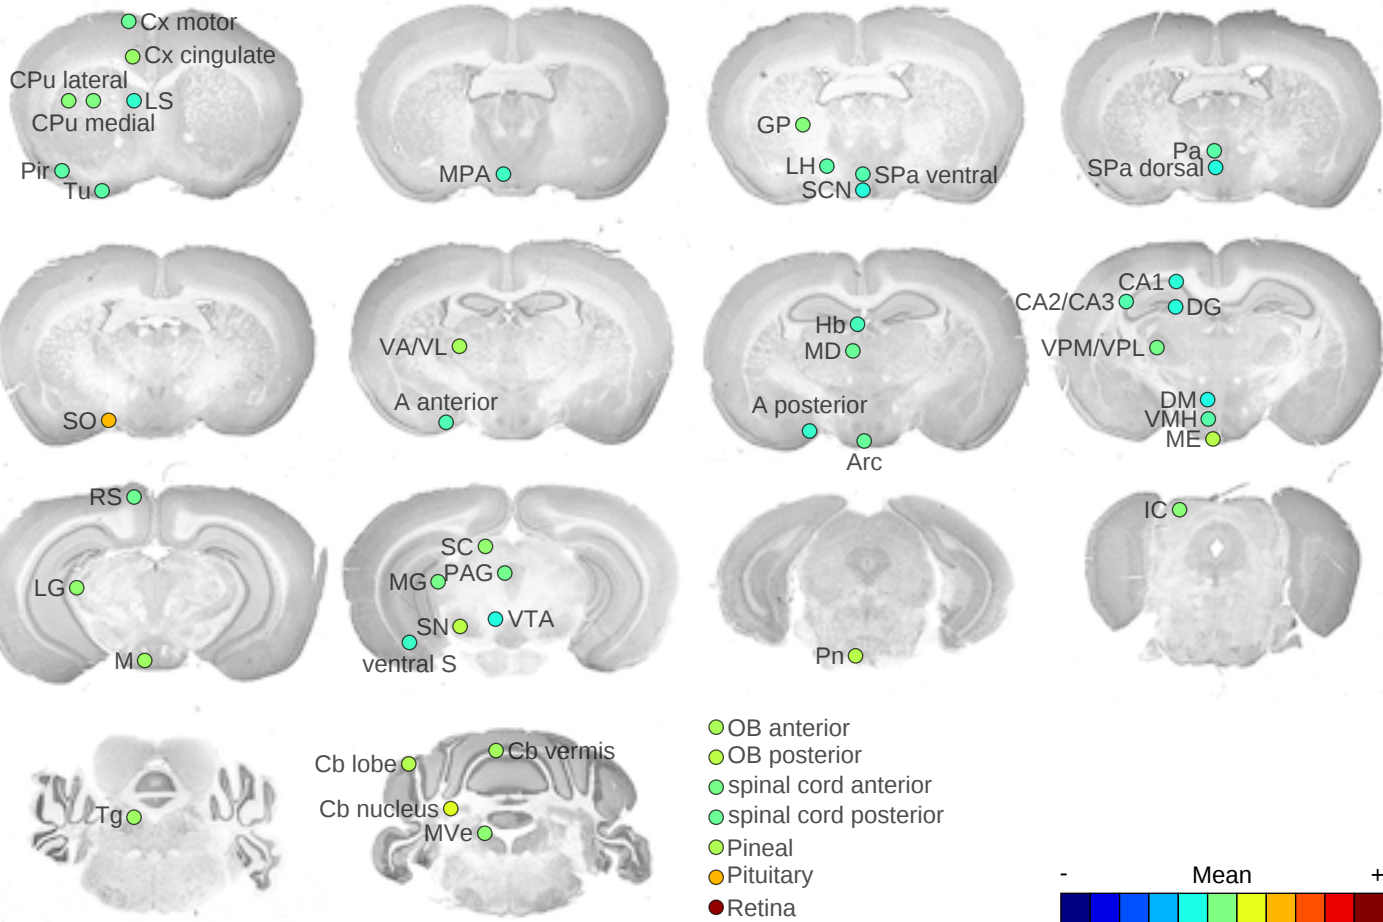 Cx motor
Cx cingulate
CPu lateral
LS
CPu medial
Pir
Tu
MPA
GP
LH
SPa ventral
SCN
Pa
SPa dorsal
SO
VA/VL
A anterior
Hb
MD
A posterior
Arc
CA1
CA2/CA3
DG
VPM/VPL
DM
VMH
ME
RS
LG
M
SC
PAG
MG
SN
VTA
ventral S
Pn
IC
Tg
Cb vermis
Cb lobe
Cb nucleus
MVe
OB anterior
OB posterior
spinal cord anterior
spinal cord posterior
Pineal
Pituitary
Retina
- Mean +